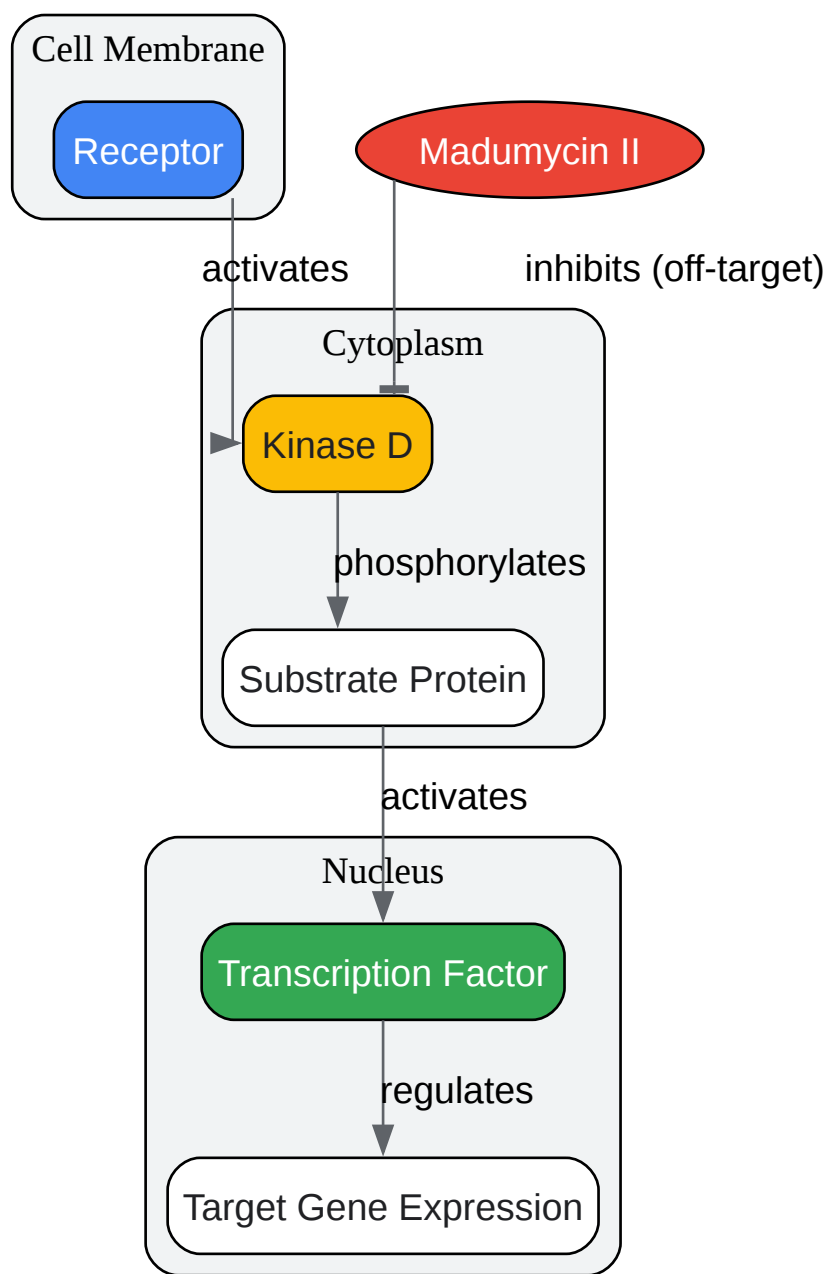 Cell Membrane
Receptor
Madumycin II
activates
inhibits (off-target)
Cytoplasm
Kinase D
phosphorylates
Substrate Protein
activates
Nucleus
Transcription Factor
regulates
Target Gene Expression